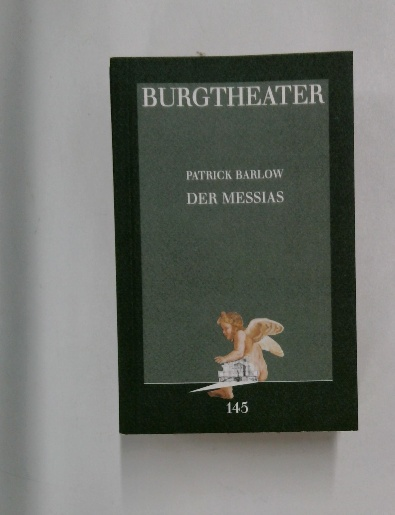 BURGTHEATER
PATRICK BARLOW
DER MESSIAS
145